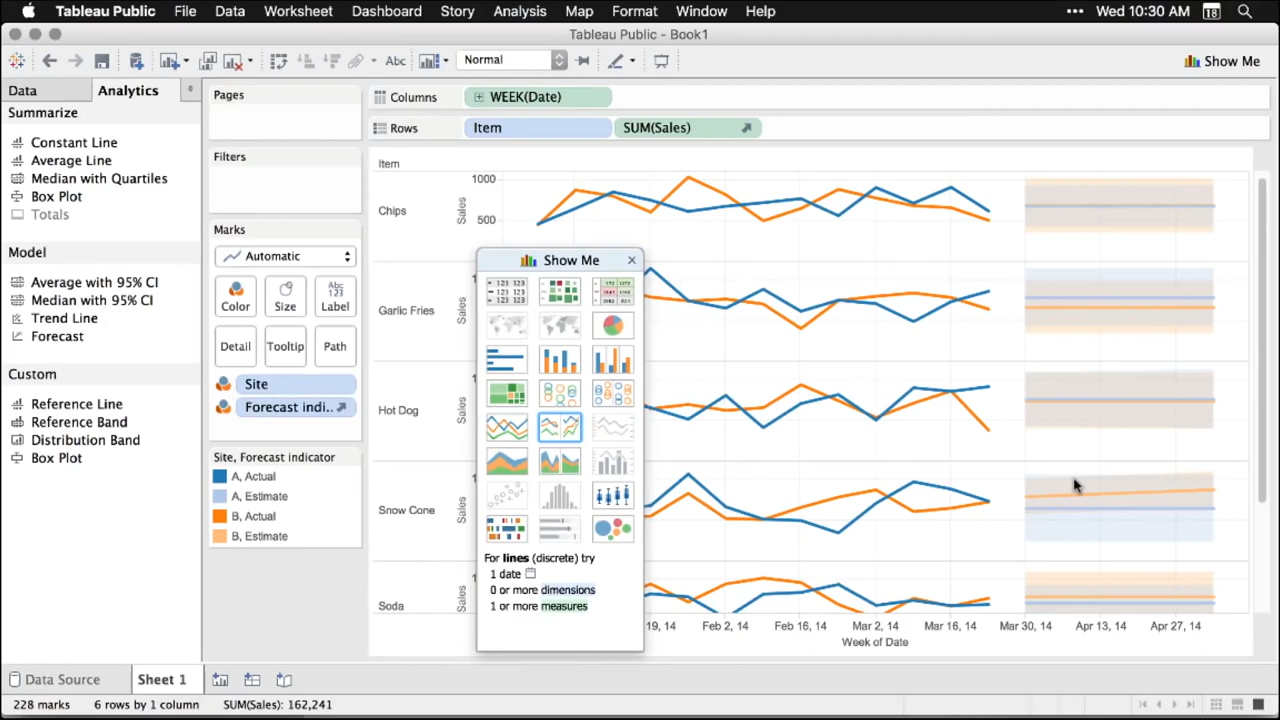 Tableau Public File Data Worksheet Dashboard Story Analysis Map Format Window Help ••• Wed 10:30 AM 18
Tableau Public - Book1
Abc Normal Show Me
Data Analytics
Summarize
Constant Line
Average Line
Median with Quartiles
Box Plot
Totals
Model
Average with 95% CI
Median with 95% CI
Trend Line
Forecast
Custom
Reference Line
Reference Band
Distribution Band
Box Plot
Pages
Filters
Marks
Automatic
Color Size Abc 123 Label
Detail Tooltip Path
Site
Forecast indi..
Site, Forecast indicator
A, Actual
A, Estimate
B, Actual
B, Estimate
Columns WEEK(Date)
Rows Item SUM(Sales)
Item
Chips Sales 1000 500
Garlic Fries Sales
Hot Dog Sales
Snow Cone Sales
Soda Sales
19, 14 Feb 2, 14 Feb 16, 14 Mar 2, 14 Mar 16, 14 Mar 30, 14 Apr 13, 14 Apr 27, 14
Week of Date
Show Me ×
For lines (discrete) try
1 date
0 or more dimensions
1 or more measures
Data Source Sheet 1
228 marks 6 rows by 1 column SUM(Sales): 162,241